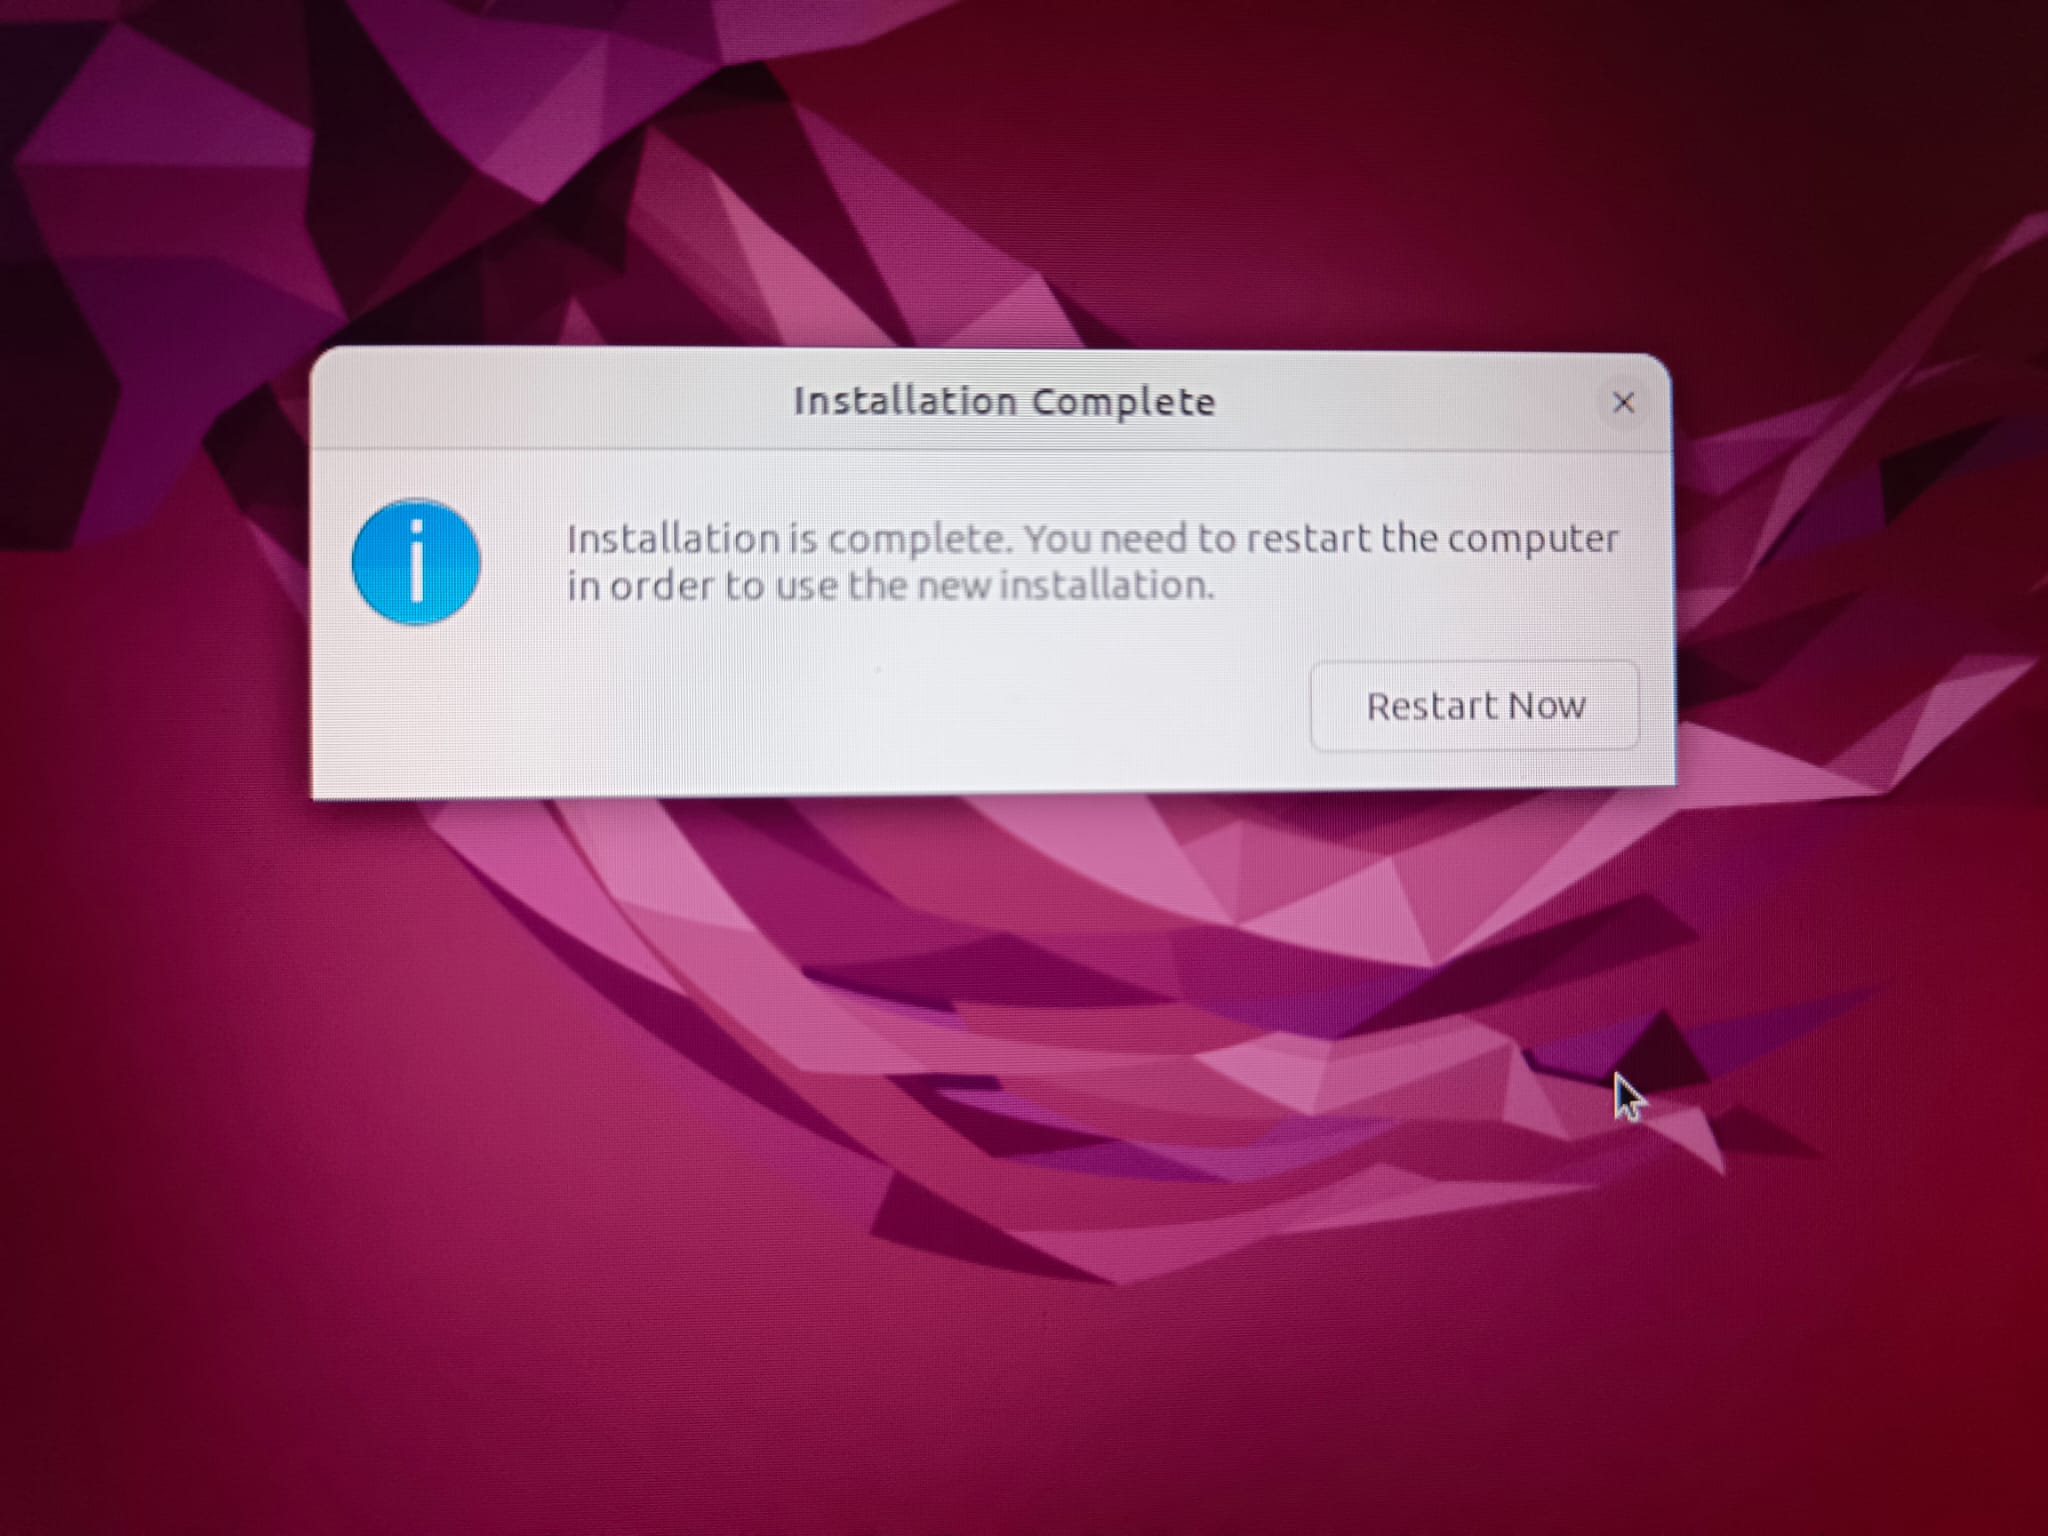 Installation Complete
Installation is complete. You need to restart the computer
in order to use the new installation.
Restart Now